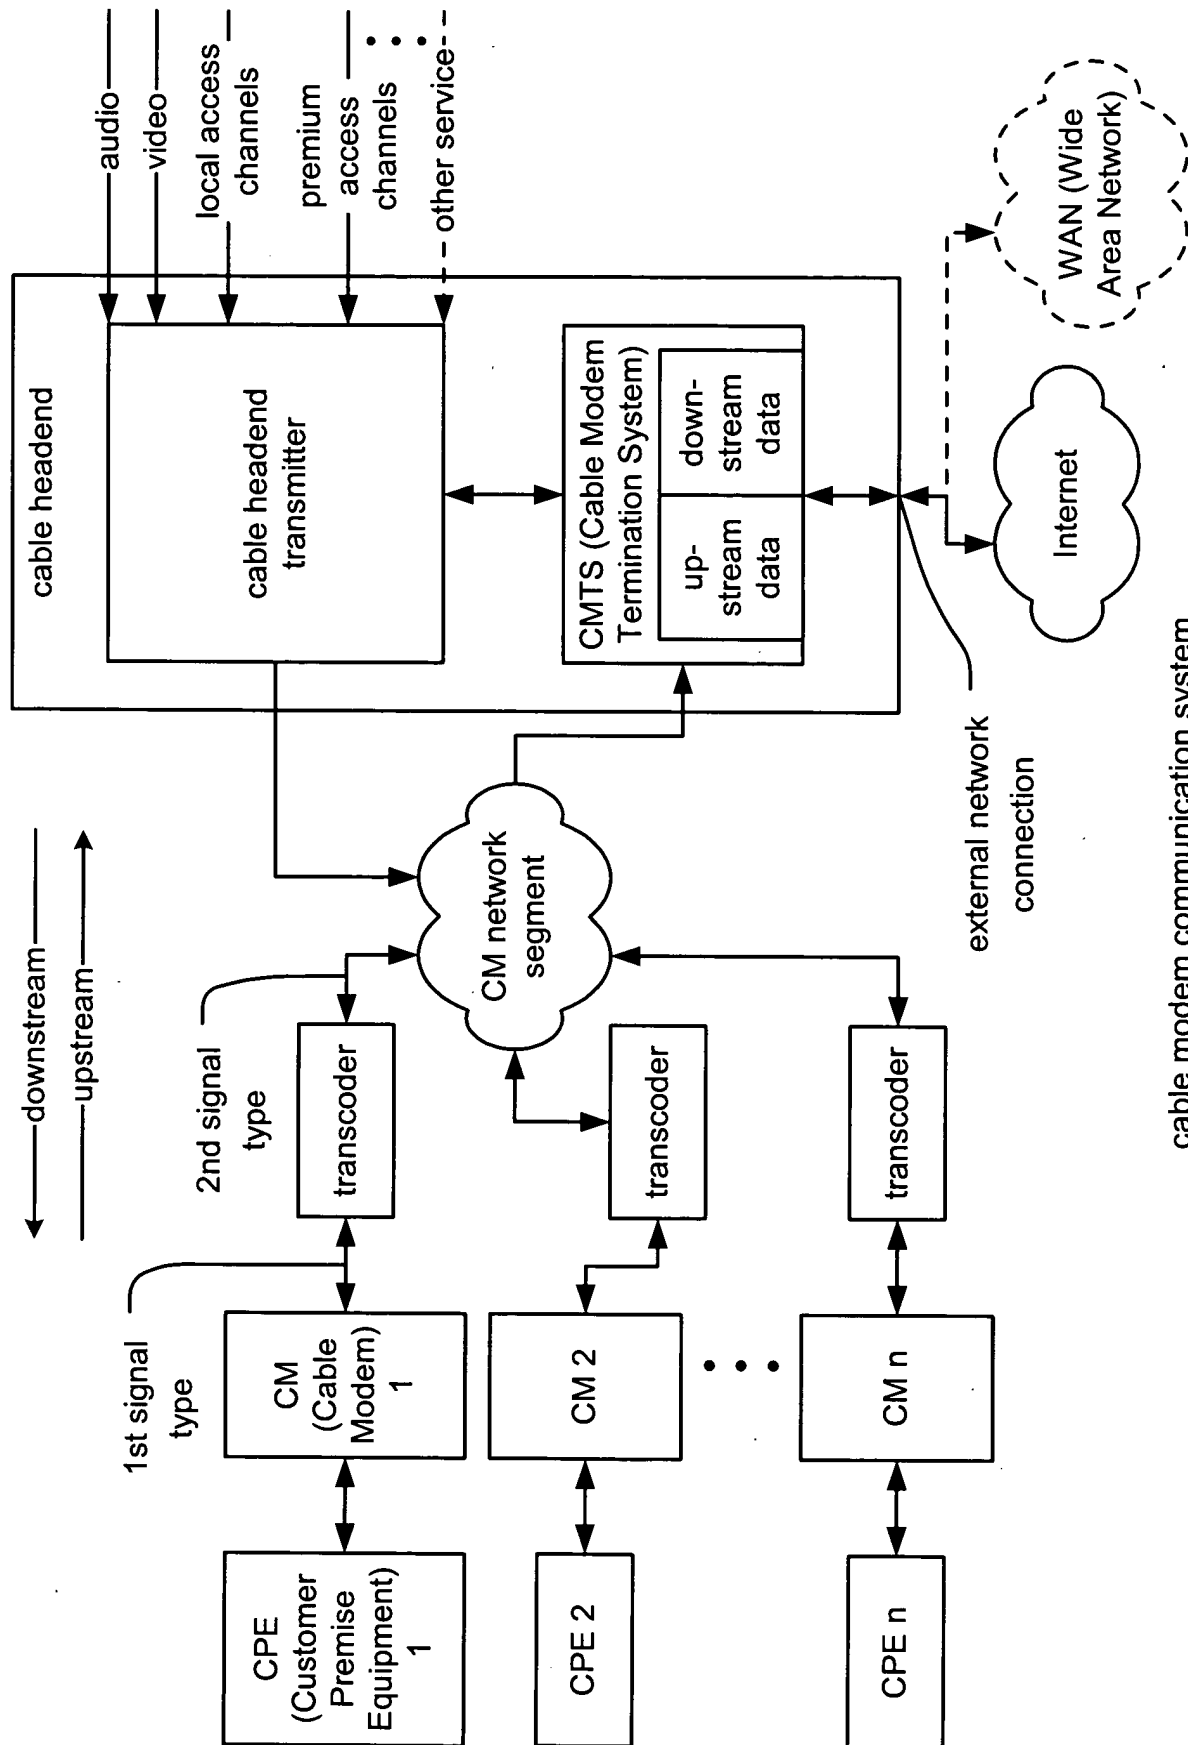 downstream
upstream
audio
video
local access
channels
premium
access
channels
other service
cable headend
cable headend
transmitter
CMTS (Cable Modem
Termination System)
up-
stream
data
down-
stream
data
CM network
segment
external network
connection
Internet
WAN (Wide
Area Network)
2nd signal
type
1st signal
type
transcoder
transcoder
transcoder
CM
(Cable
Modem)
1
CM 2
CM n
CPE
(Customer
Premise
Equipment)
1
CPE 2
CPE n
cable modem communication system